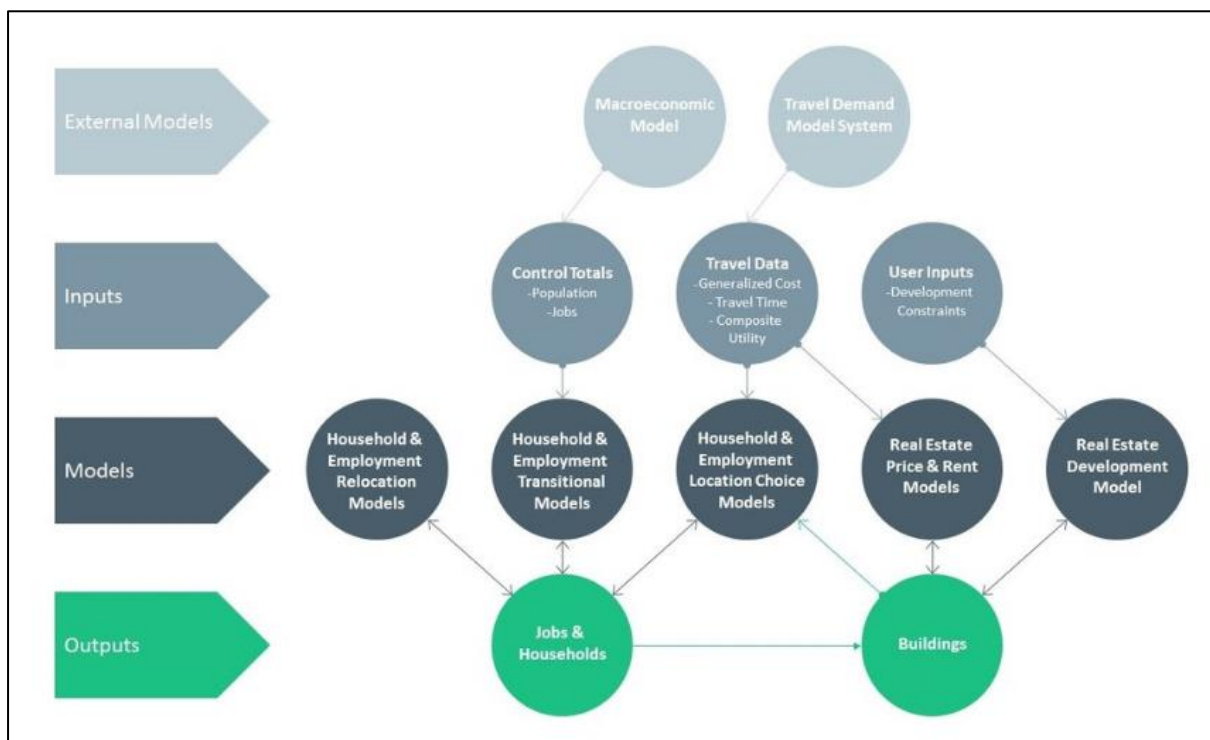 External Models
Macroeconomic
Model
Travel Demand
Model System
Inputs
Control Totals
-Population
-Jobs
Travel Data
-Generalized Cost
- Travel Time
- Composite
Utility
User Inputs
-Development
Constraints
Models
Household &
Employment
Relocation
Models
Household &
Employment
Transitional
Models
Household &
Employment
Location Choice
Models
Real Estate
Price & Rent
Models
Real Estate
Development
Model
Outputs
Jobs &
Households
Buildings